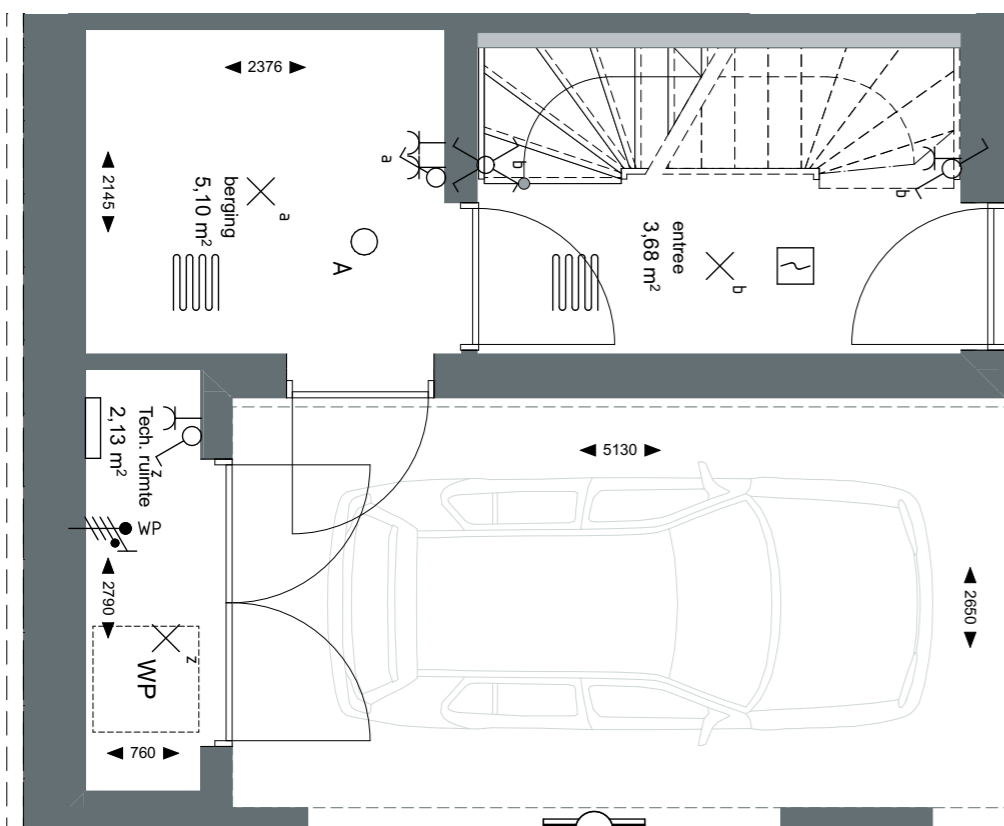 2376
2145
berging
5,10 m²
a
a
A
b
entree
3,68 m²
b
b
Tech. ruimte
2,13 m²
z
WP
2790
z
WP
760
5130
2650